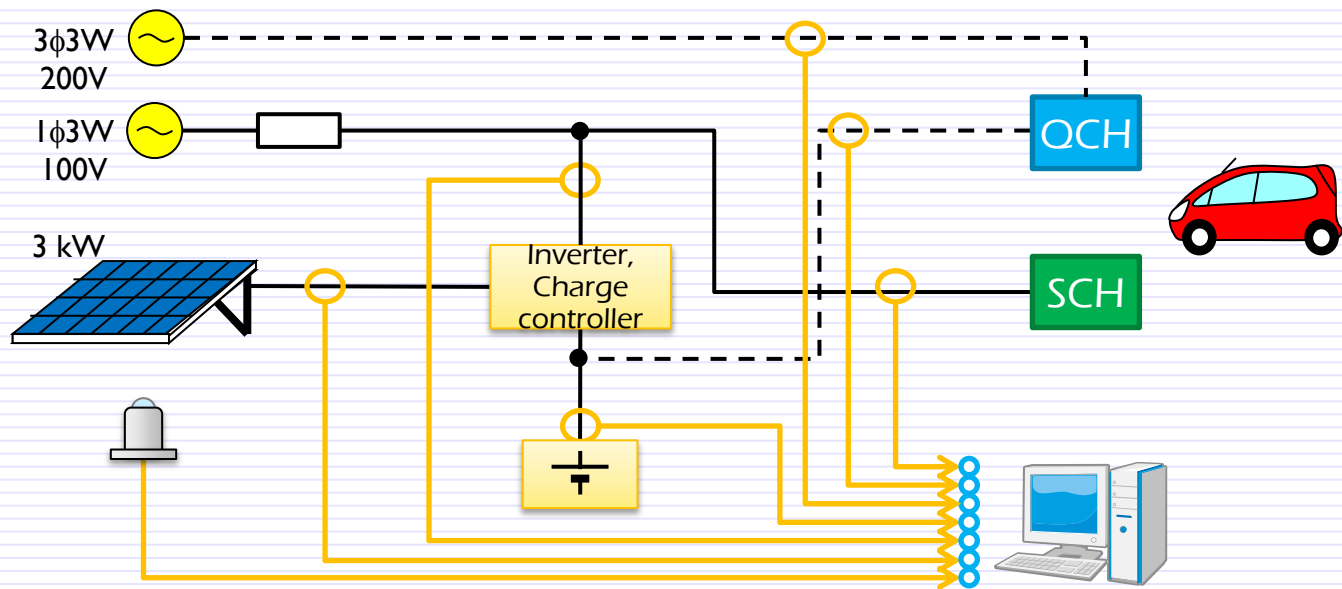 3ϕ3W
200V
1ϕ3W
100V
3 kW
Inverter,
Charge
controller
QCH
SCH